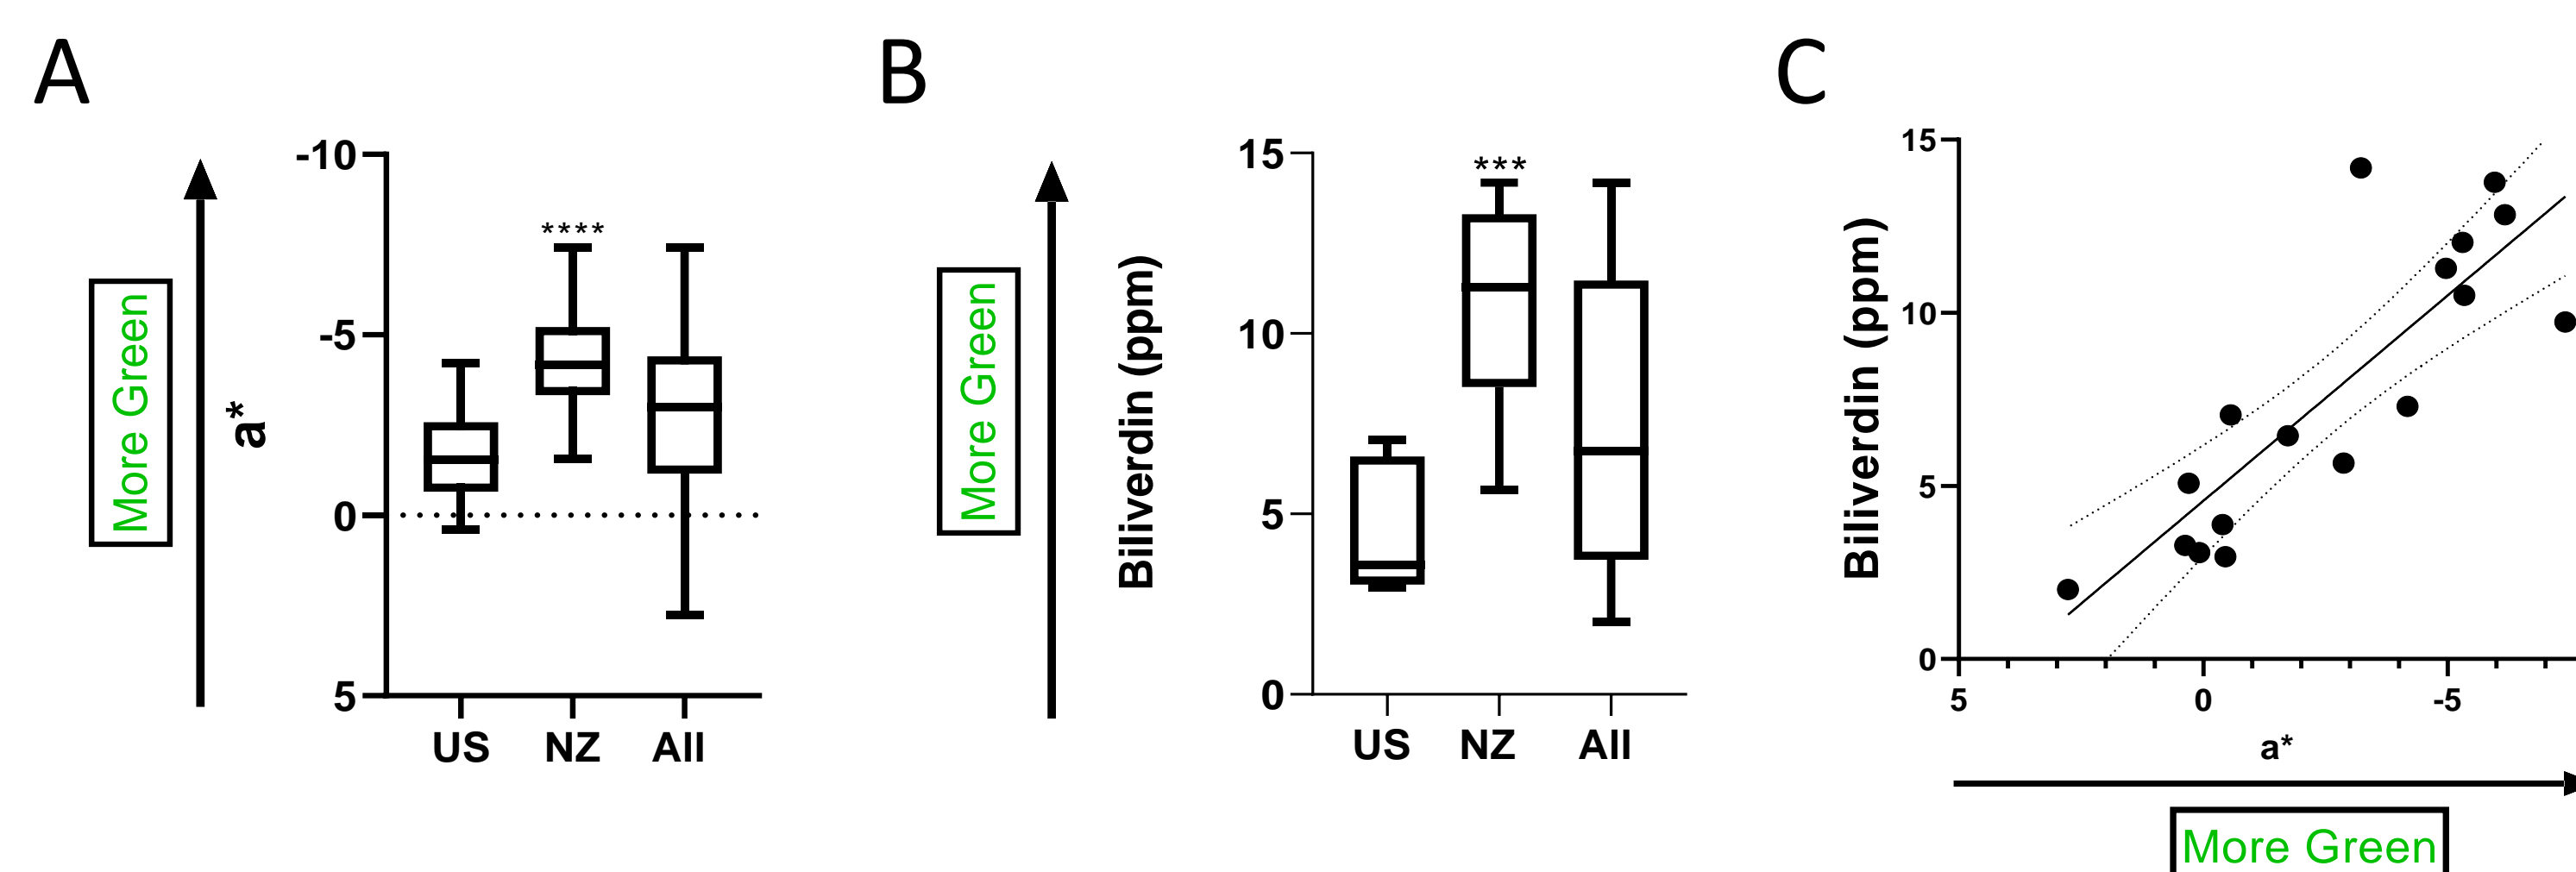 A
B
C
More Green
a*
-10
-5
0
5
****
US NZ All
More Green
Biliverdin (ppm)
15
10
5
0
***
US NZ All
Biliverdin (ppm)
15
10
5
0
5 0 -5
a*
More Green